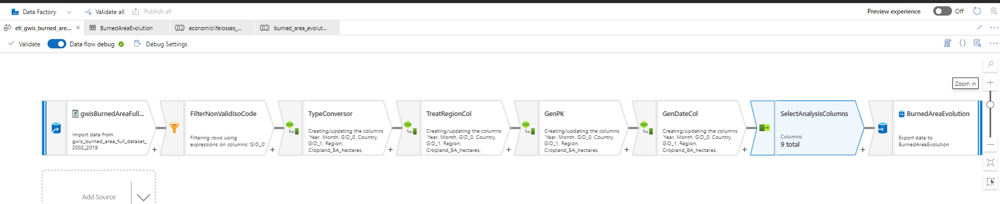 Data Factory
Validate all
Publish all
Preview experience
Off
etl_gwis_burned_are...
BurnedAreaEvolution
economiclifelosses_...
burned_area_evolut...
Validate
Data flow debug
Debug Settings
Zoom in
gwisBurnedAreaFull...
Import data from
gwis_burned_area_full_dataset_
2002_2019
FilterNonValidIsoCode
Filtering rows using
expressions on columns 'GID_0'
TypeConversor
Creating/updating the columns
'Year, Month, GID_0, Country,
GID_1, Region,
Cropland_BA_hectares,
TreatRegionCol
Creating/updating the columns
'Year, Month, GID_0, Country,
GID_1, Region,
Cropland_BA_hectares,
GenPK
Creating/updating the columns
'Year, Month, GID_0, Country,
GID_1, Region,
Cropland_BA_hectares,
GenDateCol
Creating/updating the columns
'Year, Month, GID_0, Country,
GID_1, Region,
Cropland_BA_hectares,
SelectAnalysisColumns
Columns:
9 total
BurnedAreaEvolution
Export data to
BurnedAreaEvolution
Add Source